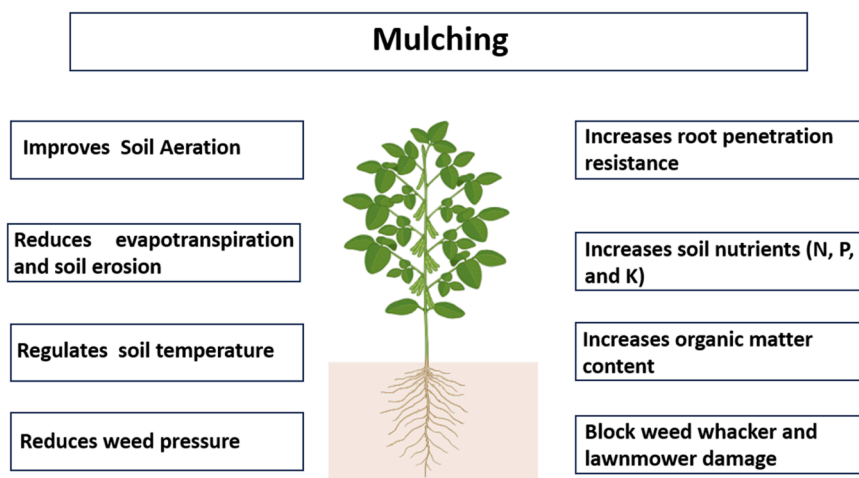 Mulching
Improves Soil Aeration
Reduces evapotranspiration
and soil erosion
Regulates soil temperature
Reduces weed pressure
Increases root penetration
resistance
Increases soil nutrients (N, P,
and K)
Increases organic matter
content
Block weed whacker and
lawnmower damage